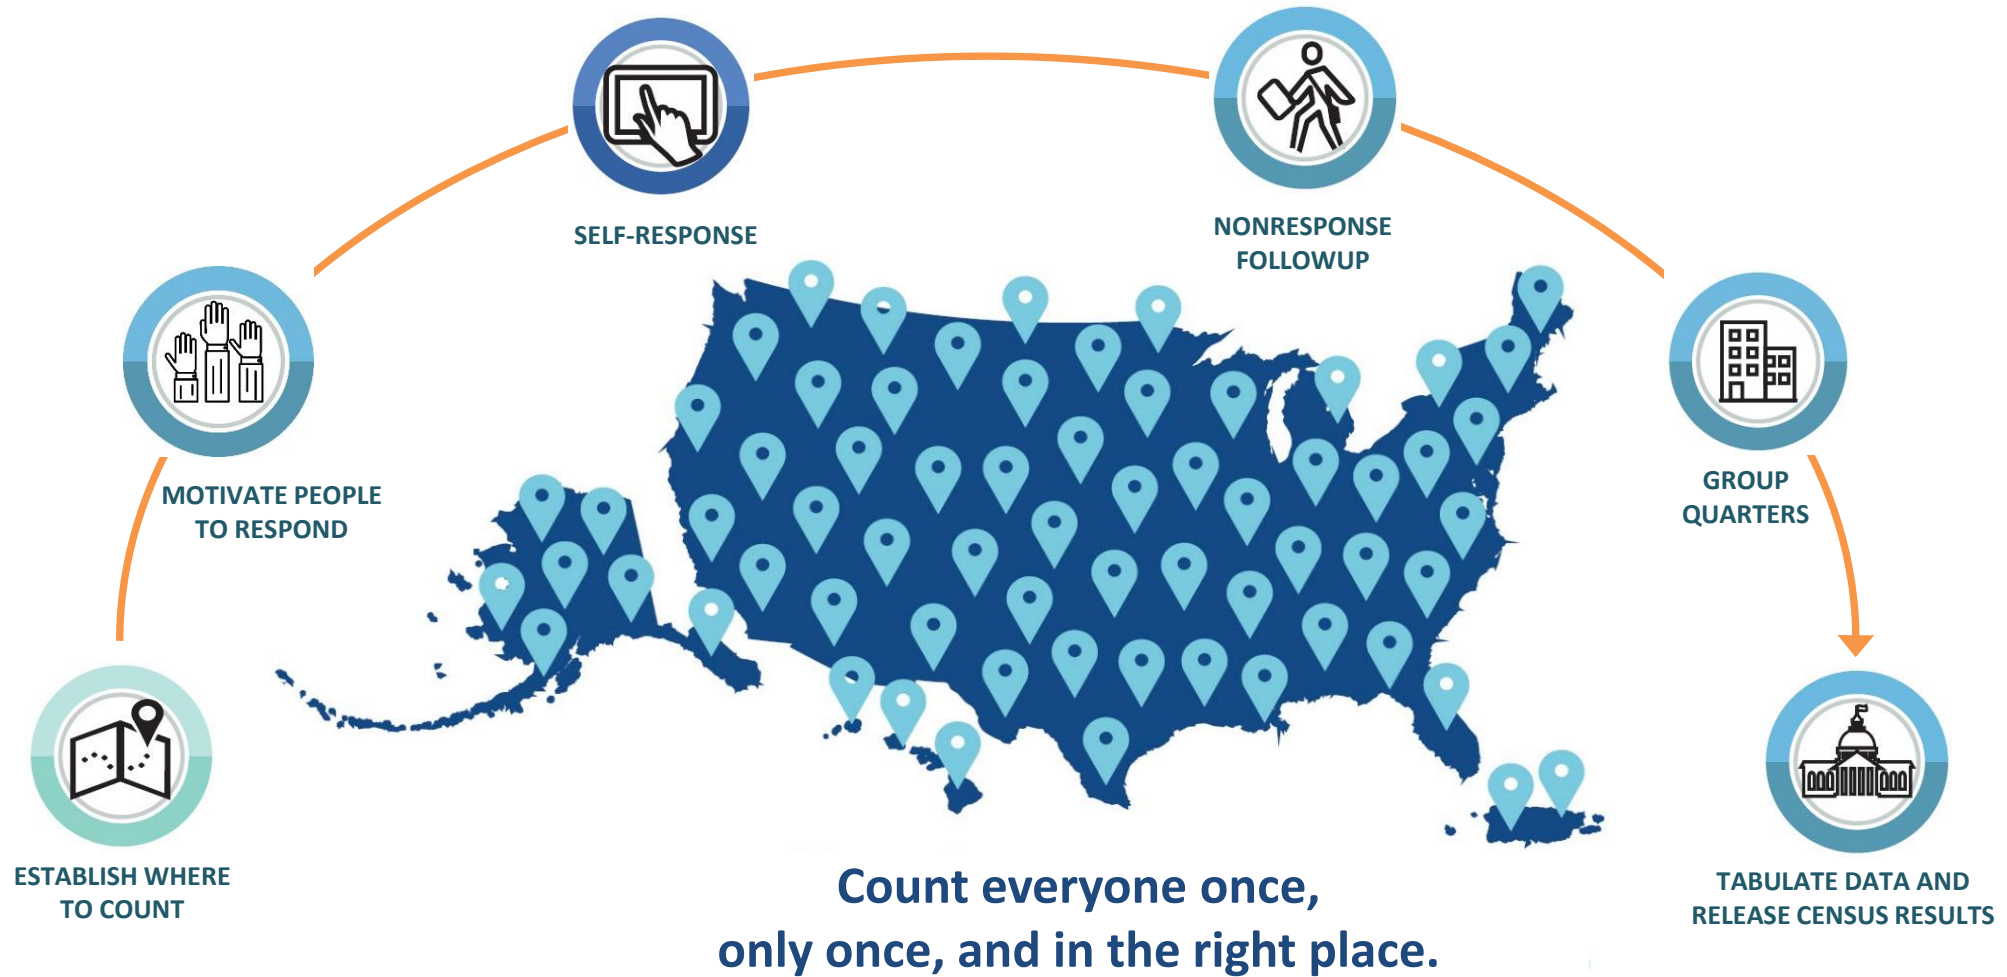 ESTABLISH WHERE
TO COUNT
MOTIVATE PEOPLE
TO RESPOND
SELF-RESPONSE
NONRESPONSE
FOLLOWUP
GROUP
QUARTERS
TABULATE DATA AND
RELEASE CENSUS RESULTS
Count everyone once,
only once, and in the right place.